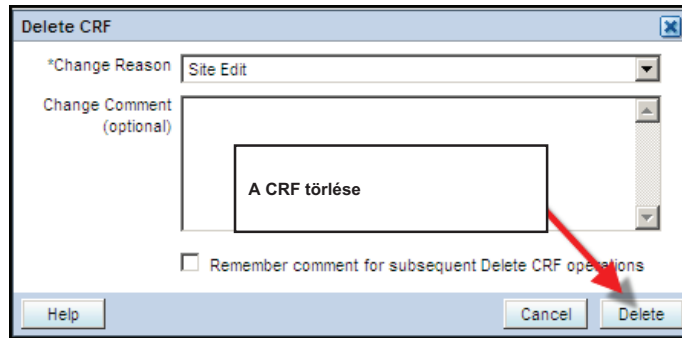 Delete CRF
*Change Reason
Site Edit
Change Comment
(optional)
A CRF törlése
Remember comment for subsequent Delete CRF operations
Help
Cancel
Delete